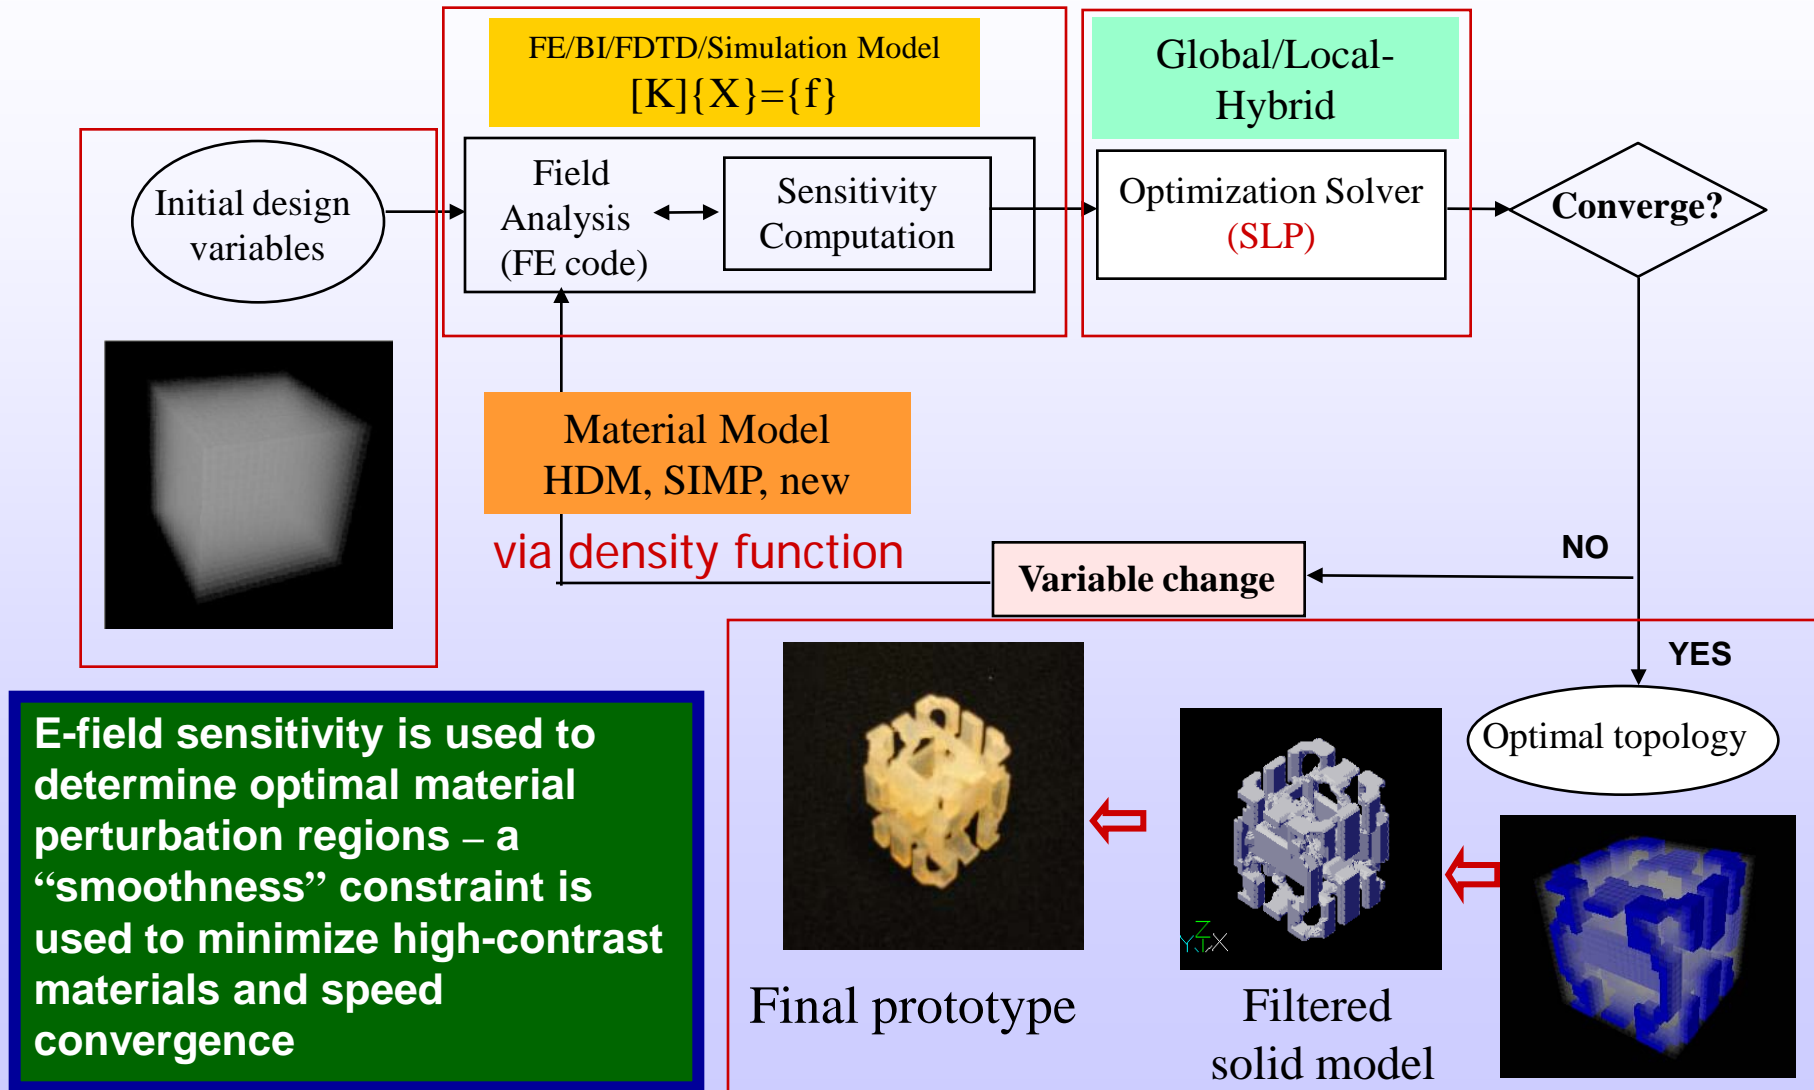 FE/BI/FDTD/Simulation Model
[K]{X}={f}
Global/Local-
Hybrid
Initial design
variables
Field
Analysis
(FE code)
Sensitivity
Computation
Optimization Solver
(SLP)
Converge?
Material Model
HDM, SIMP, new
via density function
Variable change
NO
YES
Optimal topology
E-field sensitivity is used to
determine optimal material
perturbation regions – a
“smoothness” constraint is
used to minimize high-contrast
materials and speed
convergence
Z
Y X
Final prototype
Filtered
solid model